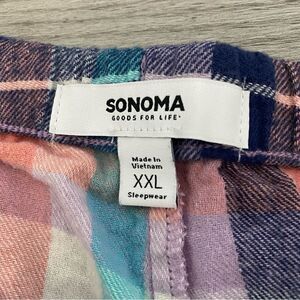 SONOMA
GOODS FOR LIFE
Made In
Vietnam
XXL
Sleepwear